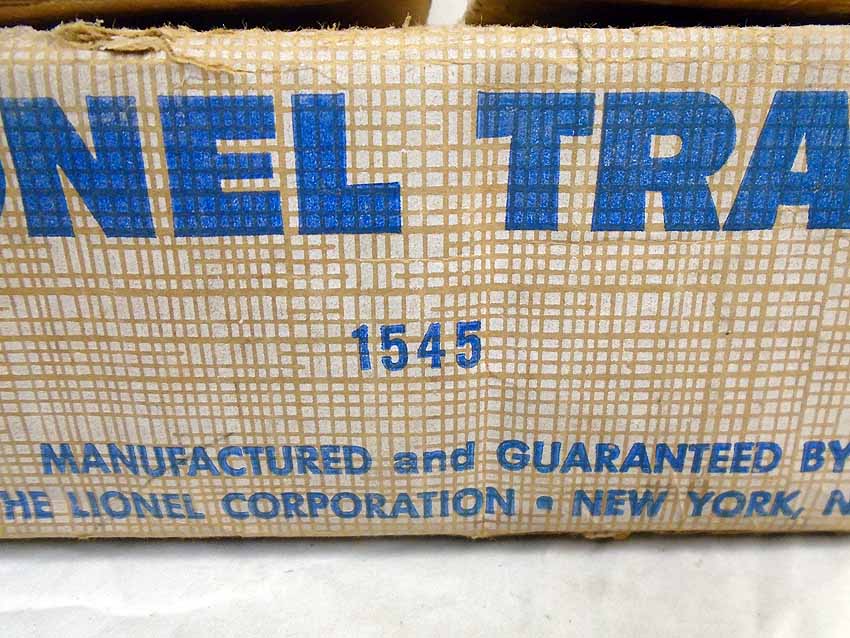 ONEL TRA
1545
MANUFACTURED and GUARANTEED BY
HE LIONEL CORPORATION • NEW YORK, N